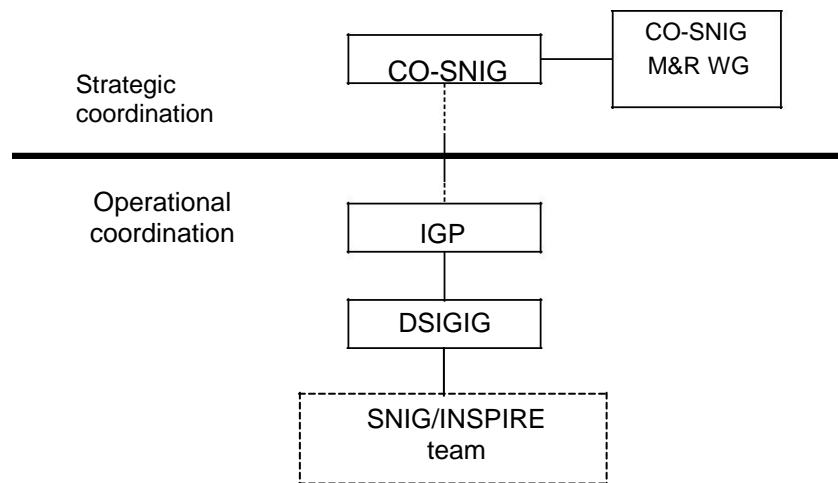 CO-SNIG
M&R WG
CO-SNIG
Strategic
coordination
Operational
coordination
IGP
DSIGIG
SNIG/INSPIRE
team